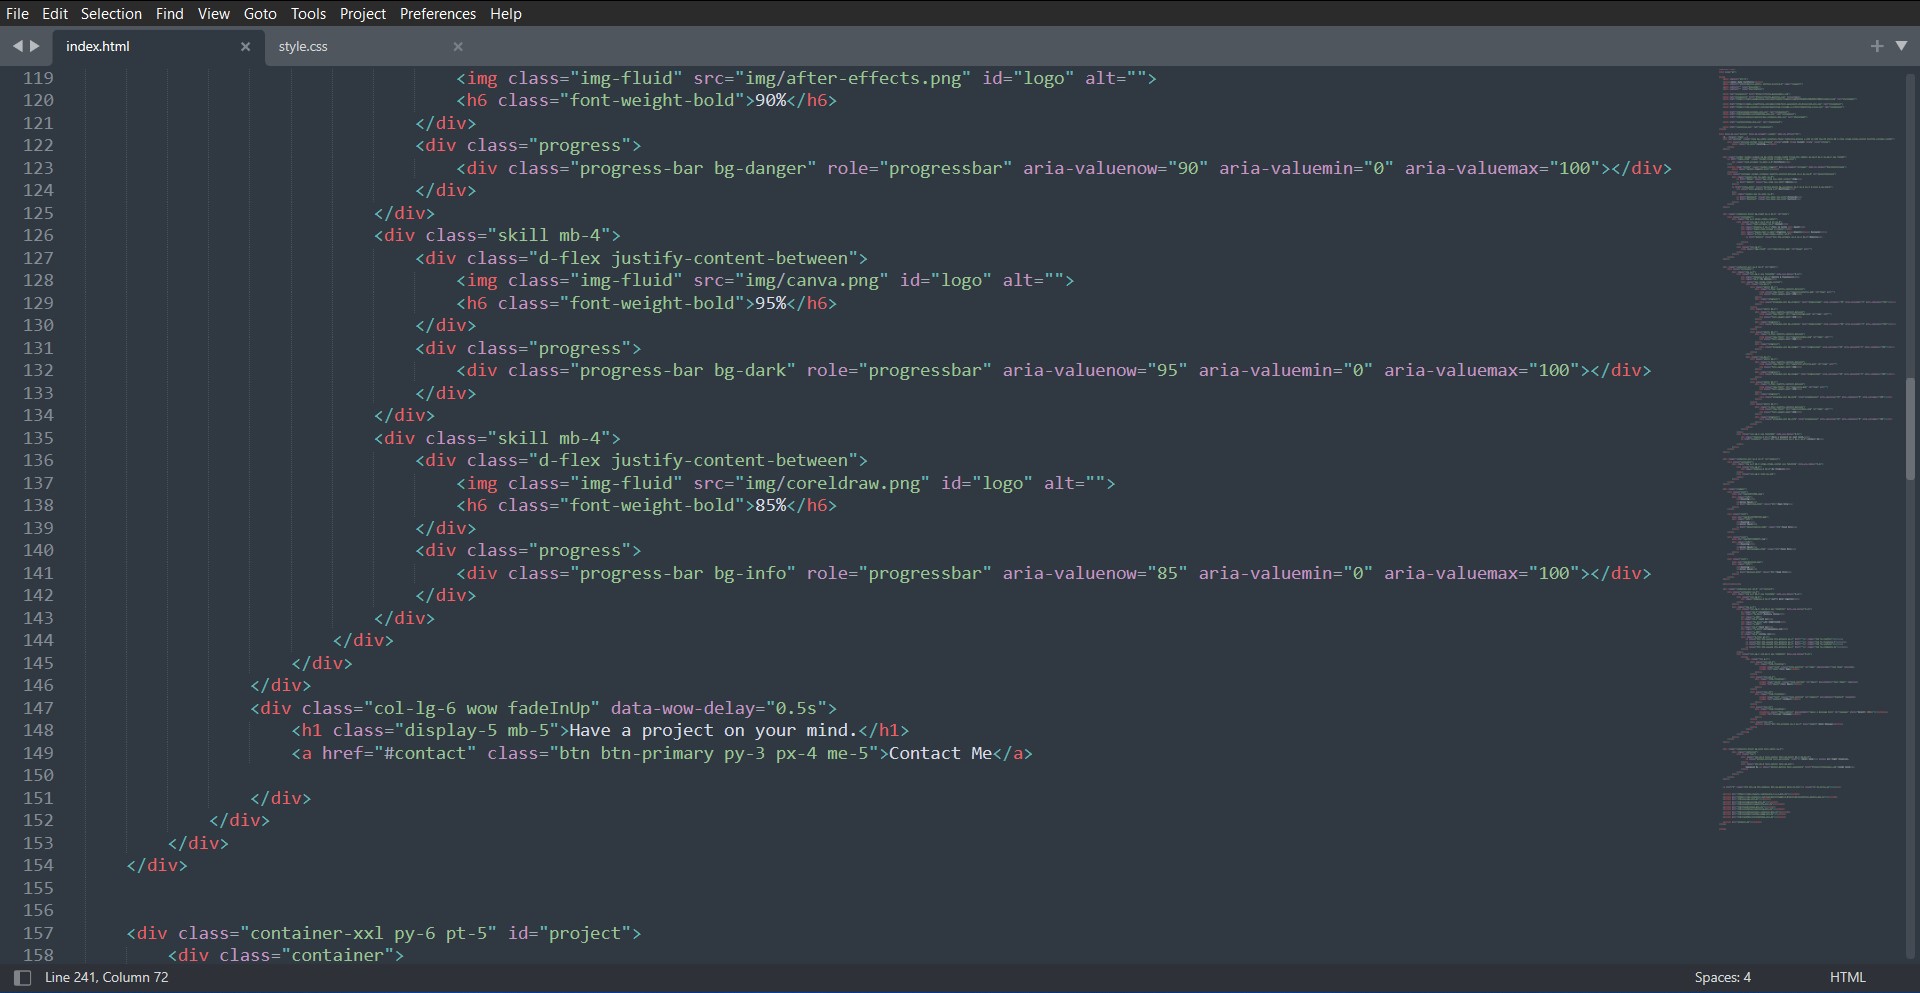 File Edit Selection Find View Goto Tools Project Preferences Help
index.html × style.css ×
119 <img class="img-fluid" src="img/after-effects.png" id="logo" alt="">
120 <h6 class="font-weight-bold">90%</h6>
121 </div>
122 <div class="progress">
123 <div class="progress-bar bg-danger" role="progressbar" aria-valuenow="90" aria-valuemin="0" aria-valuemax="100"></div>
124 </div>
125 </div>
126 <div class="skill mb-4">
127 <div class="d-flex justify-content-between">
128 <img class="img-fluid" src="img/canva.png" id="logo" alt="">
129 <h6 class="font-weight-bold">95%</h6>
130 </div>
131 <div class="progress">
132 <div class="progress-bar bg-dark" role="progressbar" aria-valuenow="95" aria-valuemin="0" aria-valuemax="100"></div>
133 </div>
134 </div>
135 <div class="skill mb-4">
136 <div class="d-flex justify-content-between">
137 <img class="img-fluid" src="img/coreldraw.png" id="logo" alt="">
138 <h6 class="font-weight-bold">85%</h6>
139 </div>
140 <div class="progress">
141 <div class="progress-bar bg-info" role="progressbar" aria-valuenow="85" aria-valuemin="0" aria-valuemax="100"></div>
142 </div>
143 </div>
144 </div>
145 </div>
146 </div>
147 <div class="col-lg-6 wow fadeInUp" data-wow-delay="0.5s">
148 <h1 class="display-5 mb-5">Have a project on your mind.</h1>
149 <a href="#contact" class="btn btn-primary py-3 px-4 me-5">Contact Me</a>
150
151 </div>
152 </div>
153 </div>
154 </div>
155
156
157 <div class="container-xxl py-6 pt-5" id="project">
158 <div class="container">
Line 241, Column 72 Spaces: 4 HTML